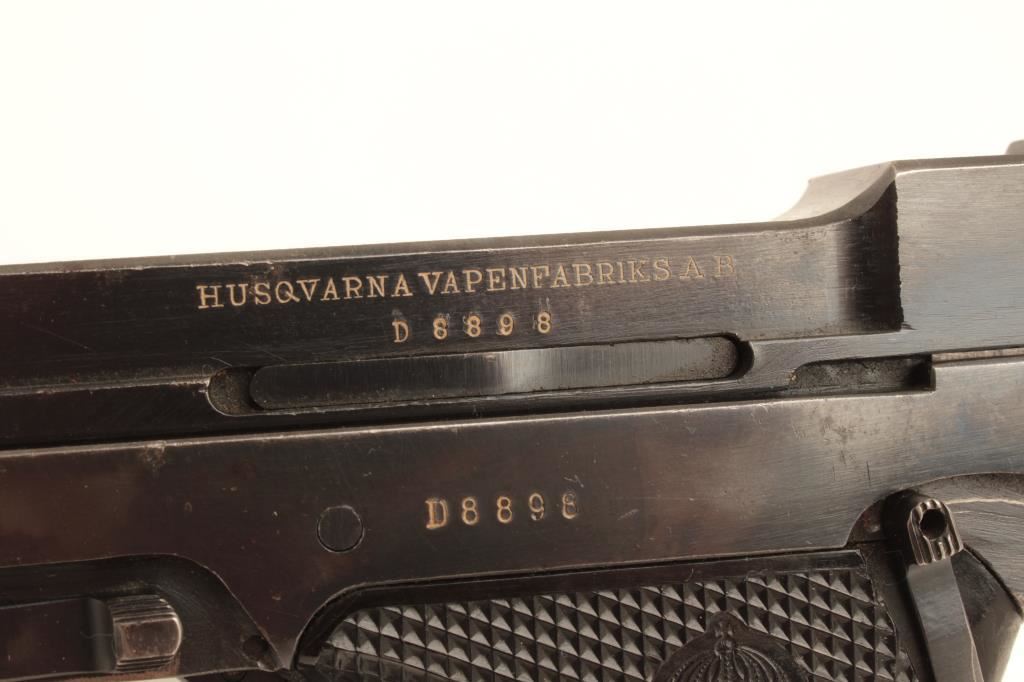 HUSQVARNA VAPENFABRIKS A.B.
D 8898
D8898